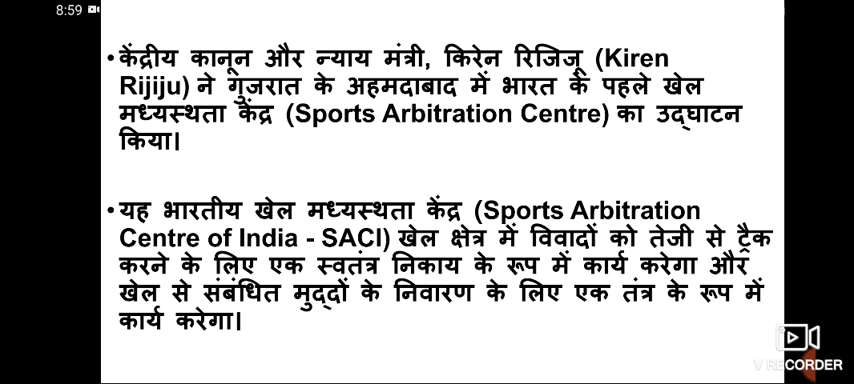 8:59
•केंद्रीय कानून और न्याय मंत्री, किरेन रिजिजू (Kiren
Rijiju) ने गुजरात के अहमदाबाद में भारत के पहले खेल
मध्यस्थता केंद्र (Sports Arbitration Centre) का उद्घाटन
किया।
•यह भारतीय खेल मध्यस्थता केंद्र (Sports Arbitration
Centre of India - SACI) खेल क्षेत्र में विवादों को तेजी से ट्रैक
करने के लिए एक स्वतंत्र निकाय के रूप में कार्य करेगा और
खेल से संबंधित मुद्दों के निवारण के लिए एक तंत्र के रूप में
कार्य करेगा।
V RECORDER